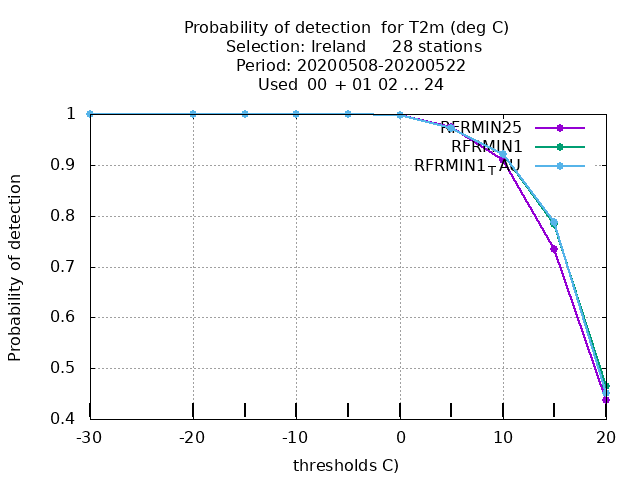 Probability of detection  for T2m (deg C)
Selection: Ireland     28 stations
Period: 20200508-20200522
Used  00  + 01 02 ... 24
1
0.9
0.8
0.7
0.6
0.5
0.4
Probability of detection
RFRMIN25
RFRMIN1
RFRMIN1TAU
-30
-20
-10
0
10
20
thresholds C)